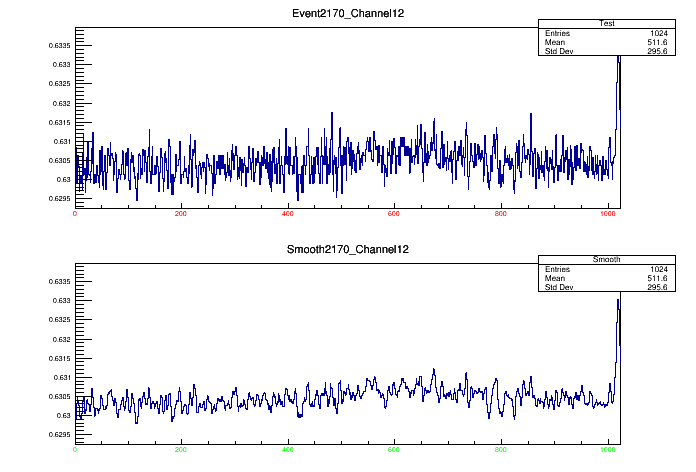 Event2170_Channel12
Test
Entries 1024
Mean 511.6
Std Dev 295.6
0.6335
0.633
0.6325
0.632
0.6315
0.631
0.6305
0.63
0.6295
0 200 400 600 800 1000
Smooth2170_Channel12
Smooth
Entries 1024
Mean 511.6
Std Dev 295.6
0.6335
0.633
0.6325
0.632
0.6315
0.631
0.6305
0.63
0.6295
0 200 400 600 800 1000